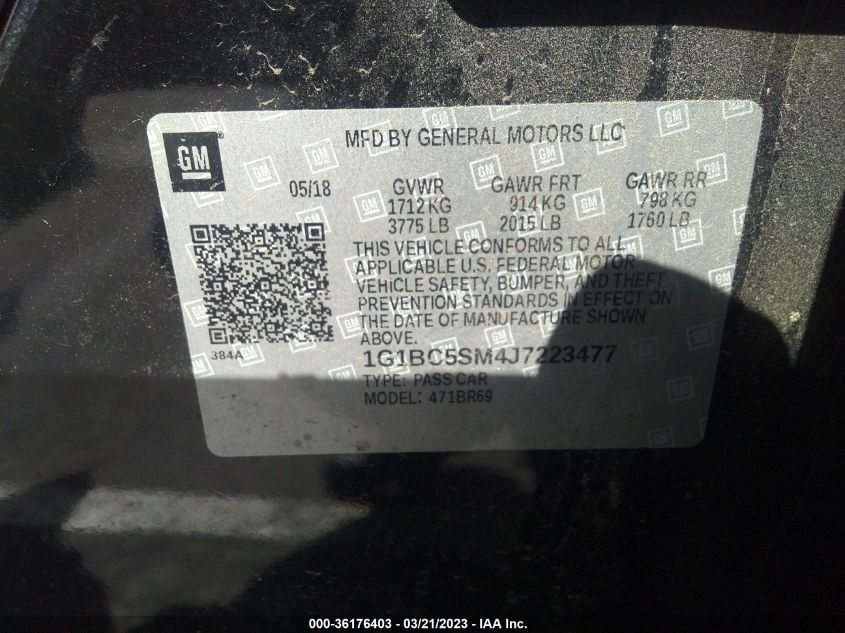 GM
MFD BY GENERAL MOTORS LLC
05/18 GVWR GAWR FRT GAWR RR
1712 KG 914 KG 798 KG
3775 LB 2015 LB 1760 LB
THIS VEHICLE CONFORMS TO ALL
APPLICABLE U.S. FEDERAL MOTOR
VEHICLE SAFETY, BUMPER, AND THEFT
PREVENTION STANDARDS IN EFFECT ON
THE DATE OF MANUFACTURE SHOWN
ABOVE.
384A
1G1BC5SM4J7223477
TYPE: PASS CAR
MODEL: 471BR69
000-36176403 - 03/21/2023 - IAA Inc.